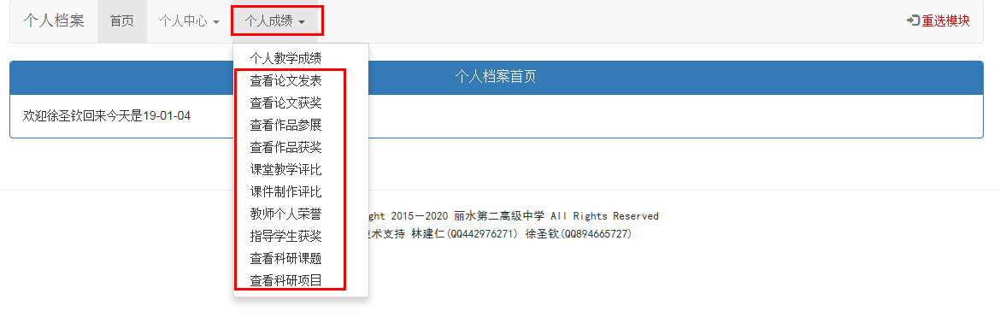 个人档案 首页 个人中心 个人成绩 重选模块
个人教学成绩
查看论文发表
查看论文获奖
查看作品参展
查看作品获奖
课堂教学评比
课件制作评比
教师个人荣誉
指导学生获奖
查看科研课题
查看科研项目
个人档案首页
欢迎徐圣钦回来今天是19-01-04
ght 2015－2020 丽水第二高级中学 All Rights Reserved
技术支持 林建仁(QQ442976271) 徐圣钦(QQ894665727)